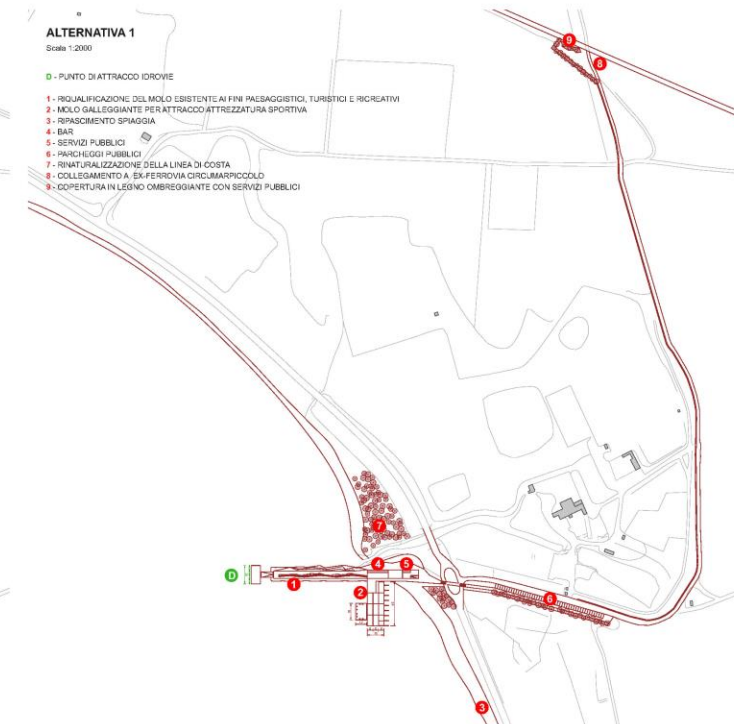 ALTERNATIVA 1
Scala 1:2000
D - PUNTO DI ATTRACCO IDROVIE
1 - RIQUALIFICAZIONE DEL MOLO ESISTENTE AI FINI PAESAGGISTICI, TURISTICI E RICREATIVI
2 - MOLO GALLEGGIANTE PER ATTRACCO ATTREZZATURA SPORTIVA
3 - RIPASCIMENTO SPIAGGIA
4 - BAR
5 - SERVIZI PUBBLICI
6 - PARCHEGGI PUBBLICI
7 - RINATURALIZZAZIONE DELLA LINEA DI COSTA
8 - COLLEGAMENTO A EX-FERROVIA CIRCUMARPICCOLO
9 - COPERTURA IN LEGNO OMBREGGIANTE CON SERVIZI PUBBLICI
9
8
7
4
5
D
1
2
6
3